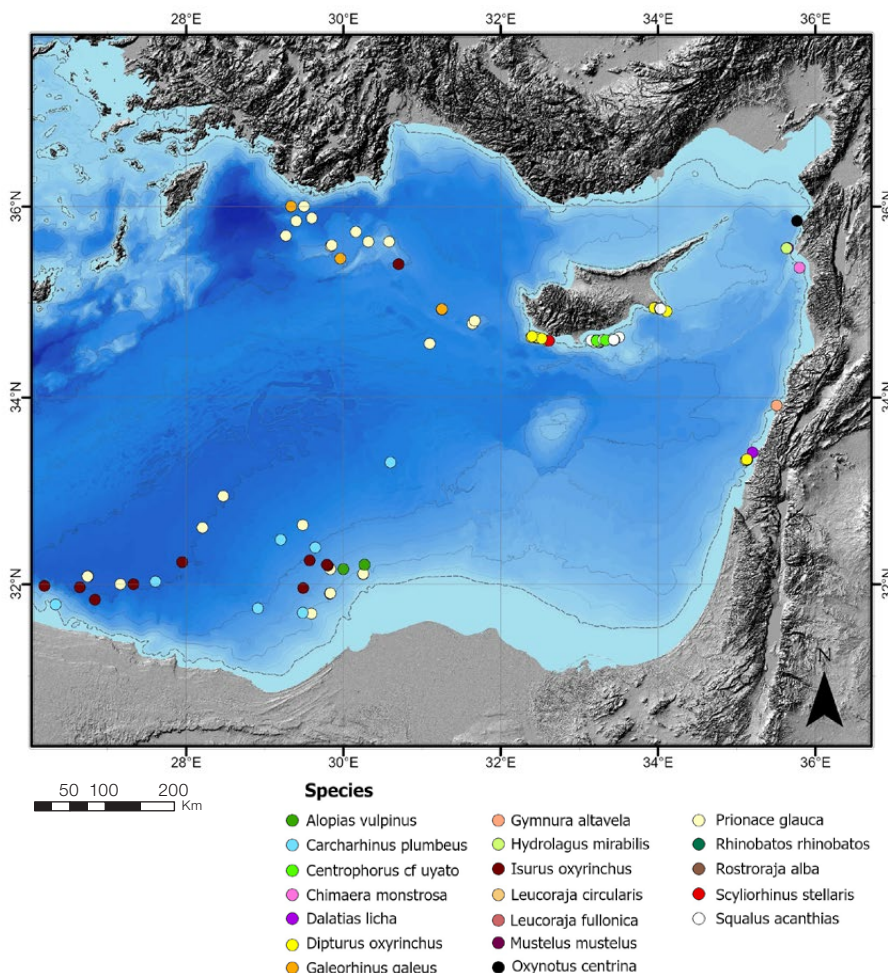 28°E 30°E 32°E 34°E 36°E
36°N 36°N
34°N 34°N
32°N 32°N
N
28°E 30°E 32°E 34°E 36°E
50 100 200
Km
Species
Alopias vulpinus
Carcharhinus plumbeus
Centrophorus cf uyato
Chimaera monstrosa
Dalatias licha
Dipturus oxyrinchus
Galeorhinus galeus
Gymnura altavela
Hydrolagus mirabilis
Isurus oxyrinchus
Leucoraja circularis
Leucoraja fullonica
Mustelus mustelus
Oxynotus centrina
Prionace glauca
Rhinobatos rhinobatos
Rostroraja alba
Scyliorhinus stellaris
Squalus acanthias